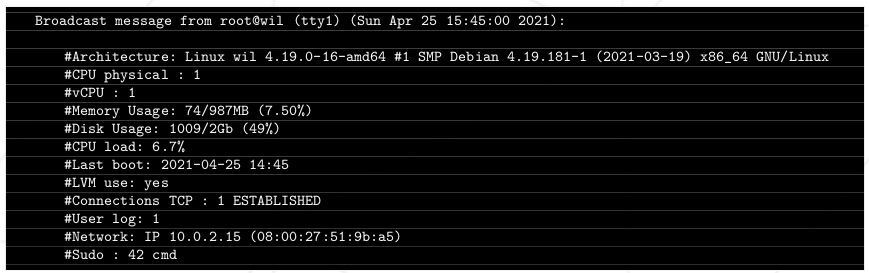 Broadcast message from root@wil (tty1) (Sun Apr 25 15:45:00 2021):
#Architecture: Linux wil 4.19.0-16-amd64 #1 SMP Debian 4.19.181-1 (2021-03-19) x86_64 GNU/Linux
#CPU physical : 1
#vCPU : 1
#Memory Usage: 74/987MB (7.50%)
#Disk Usage: 1009/2Gb (49%)
#CPU load: 6.7%
#Last boot: 2021-04-25 14:45
#LVM use: yes
#Connections TCP : 1 ESTABLISHED
#User log: 1
#Network: IP 10.0.2.15 (08:00:27:51:9b:a5)
#Sudo : 42 cmd